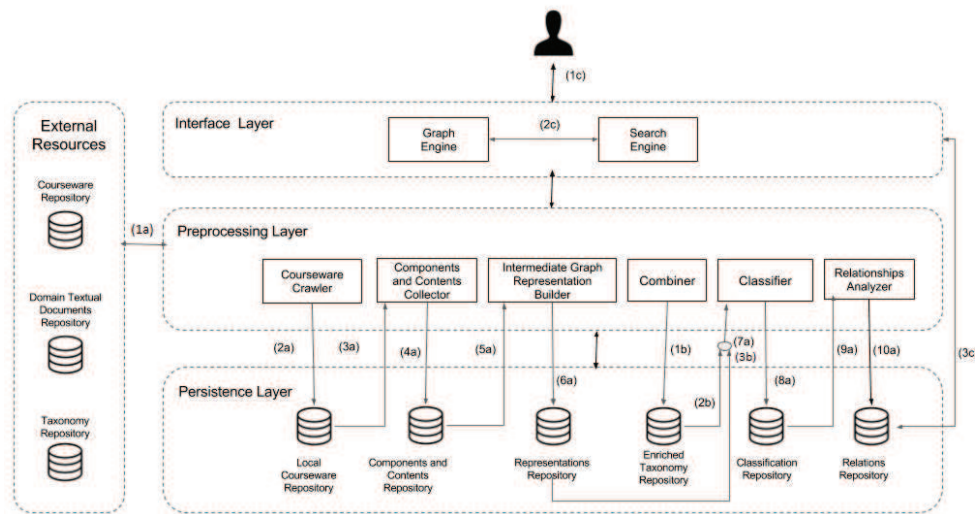 (1c)
Interface Layer
Graph
Engine
(2c)
Search
Engine
External
Resources
Courseware
Repository
Domain Textual
Documents
Repository
Taxonomy
Repository
(1a)
Preprocessing Layer
Courseware
Crawler
Components
and Contents
Collector
Intermediate Graph
Representation
Builder
Combiner
Classifier
Relationships
Analyzer
(2a)
(3a)
(4a)
(5a)
(6a)
(1b)
(2b)
(7a)
(3b)
(8a)
(9a)
(10a)
(3c)
Persistence Layer
Local
Courseware
Repository
Components and
Contents
Repository
Representations
Repository
Enriched
Taxonomy
Repository
Classification
Repository
Relations
Repository